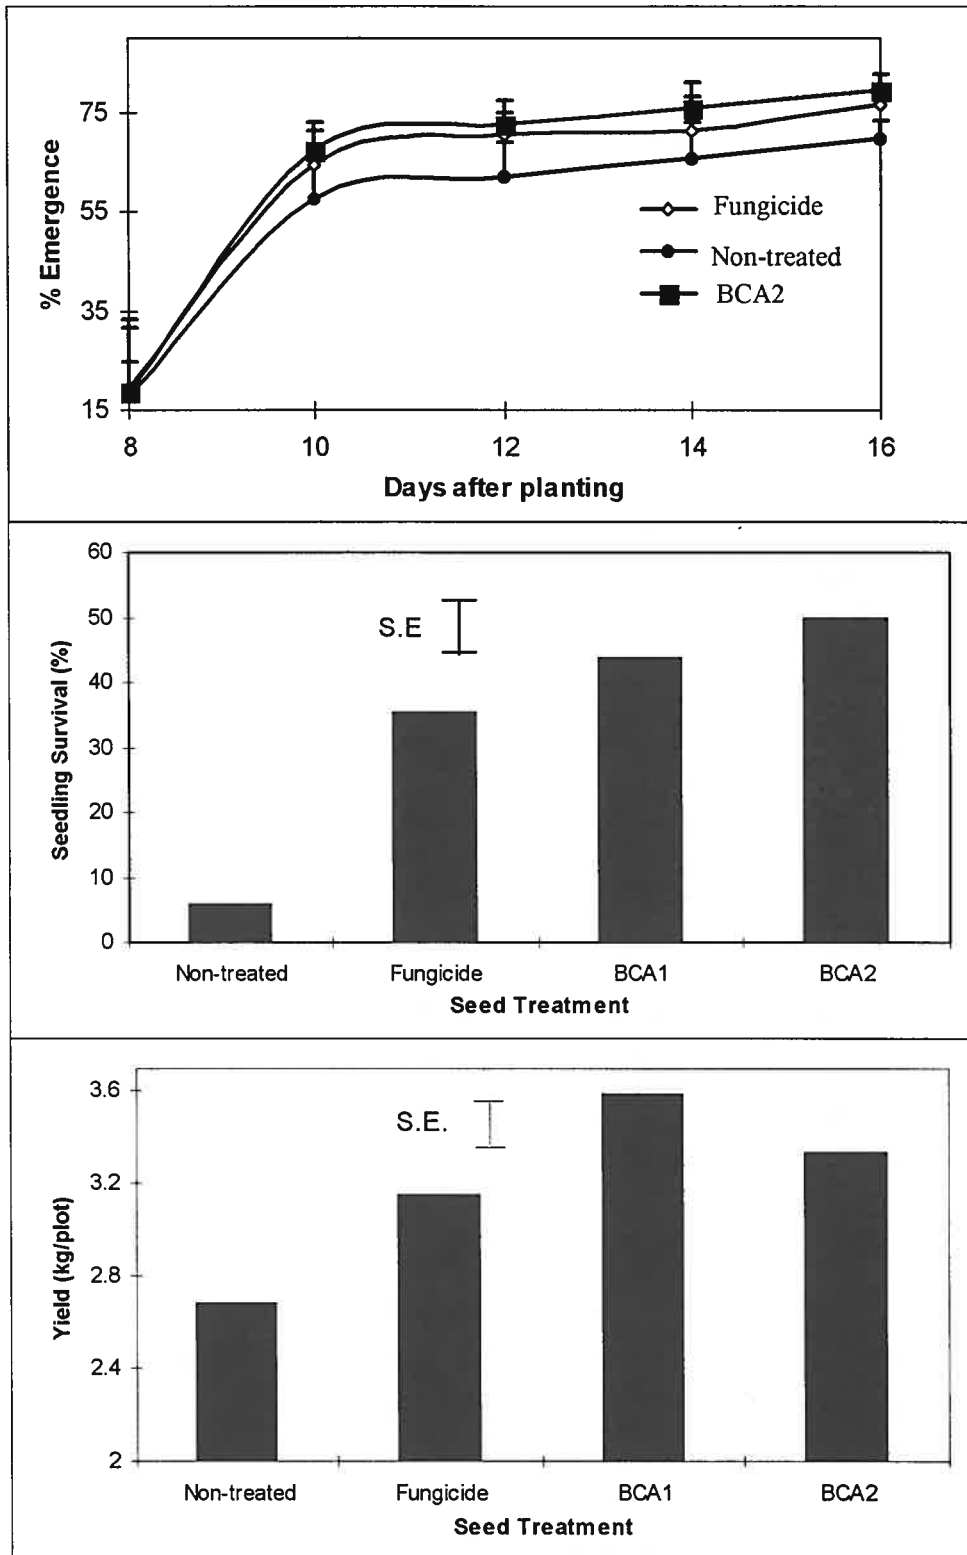 75
55
35
15
% Emergence
Fungicide
Non-treated
BCA2
8 10 12 14 16
Days after planting
60
50
40
30
20
10
0
Seedling Survival (%)
S.E
Non-treated Fungicide BCA1 BCA2
Seed Treatment
3.6
3.2
2.8
2.4
2
Yield (kg/plot)
S.E.
Non-treated Fungicide BCA1 BCA2
Seed Treatment